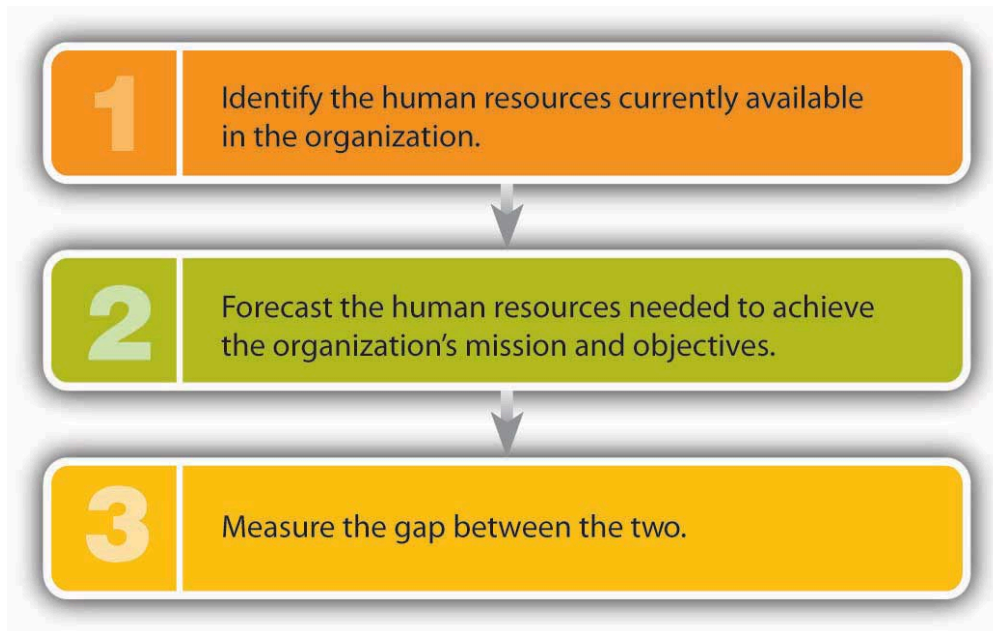 1
Identify the human resources currently available
in the organization.
2
Forecast the human resources needed to achieve
the organization's mission and objectives.
3
Measure the gap between the two.